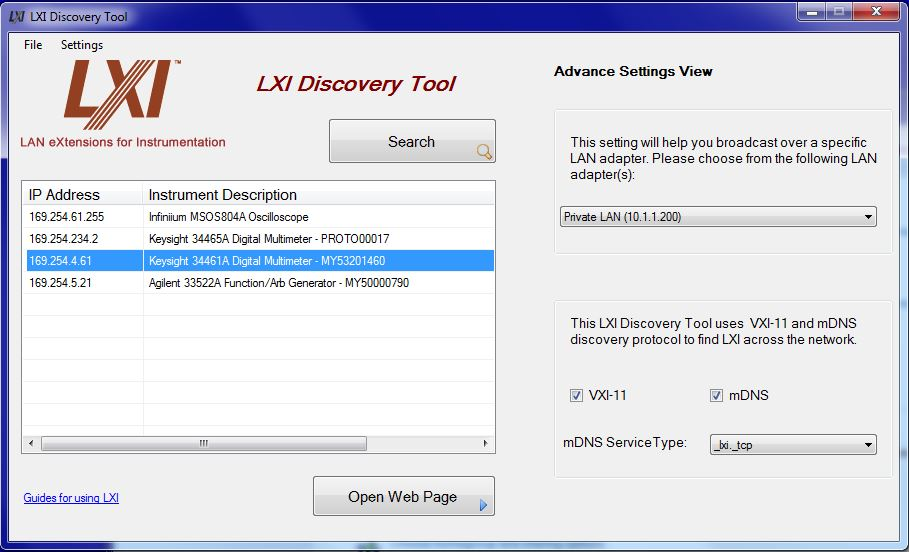 LXI Discovery Tool
File Settings
LXI™
LAN eXtensions for Instrumentation
LXI Discovery Tool
Search
IP Address Instrument Description
169.254.61.255 Infiniium MSOS804A Oscilloscope
169.254.234.2 Keysight 34465A Digital Multimeter - PROTO00017
169.254.4.61 Keysight 34461A Digital Multimeter - MY53201460
169.254.5.21 Agilent 33522A Function/Arb Generator - MY50000790
Guides for using LXI
Open Web Page
Advance Settings View
This setting will help you broadcast over a specific
LAN adapter. Please choose from the following LAN
adapter(s):
Private LAN (10.1.1.200)
This LXI Discovery Tool uses VXI-11 and mDNS
discovery protocol to find LXI across the network.
VXI-11 mDNS
mDNS ServiceType: _lxi._tcp